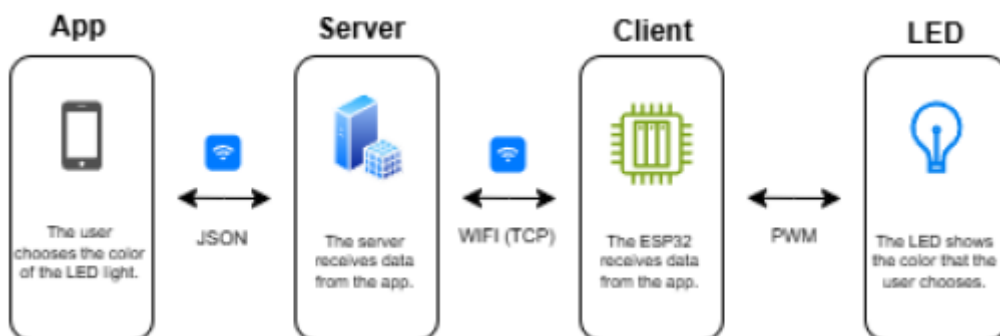 App
Server
Client
LED
The user
chooses the color
of the LED light.
JSON
The server
receives data
from the app.
WIFI (TCP)
The ESP32
receives data
from the app.
PWM
The LED shows
the color that the
user chooses.